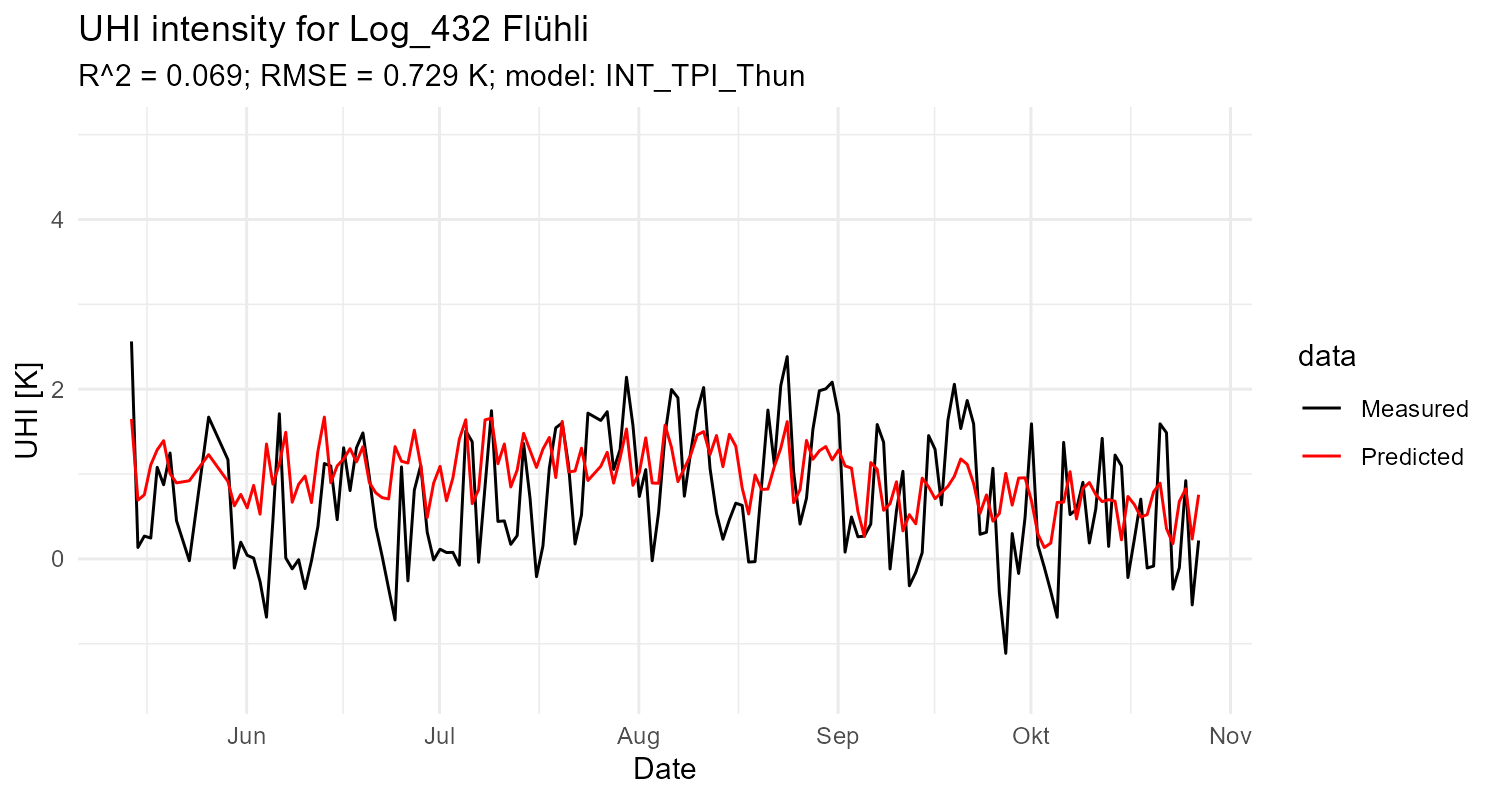 UHI intensity for Log_432 Flühli
R^2 = 0.069; RMSE = 0.729 K; model: INT_TPI_Thun
4
2
0
UHI [K]
Jun Jul Aug Sep Okt Nov
Date
data
Measured
Predicted